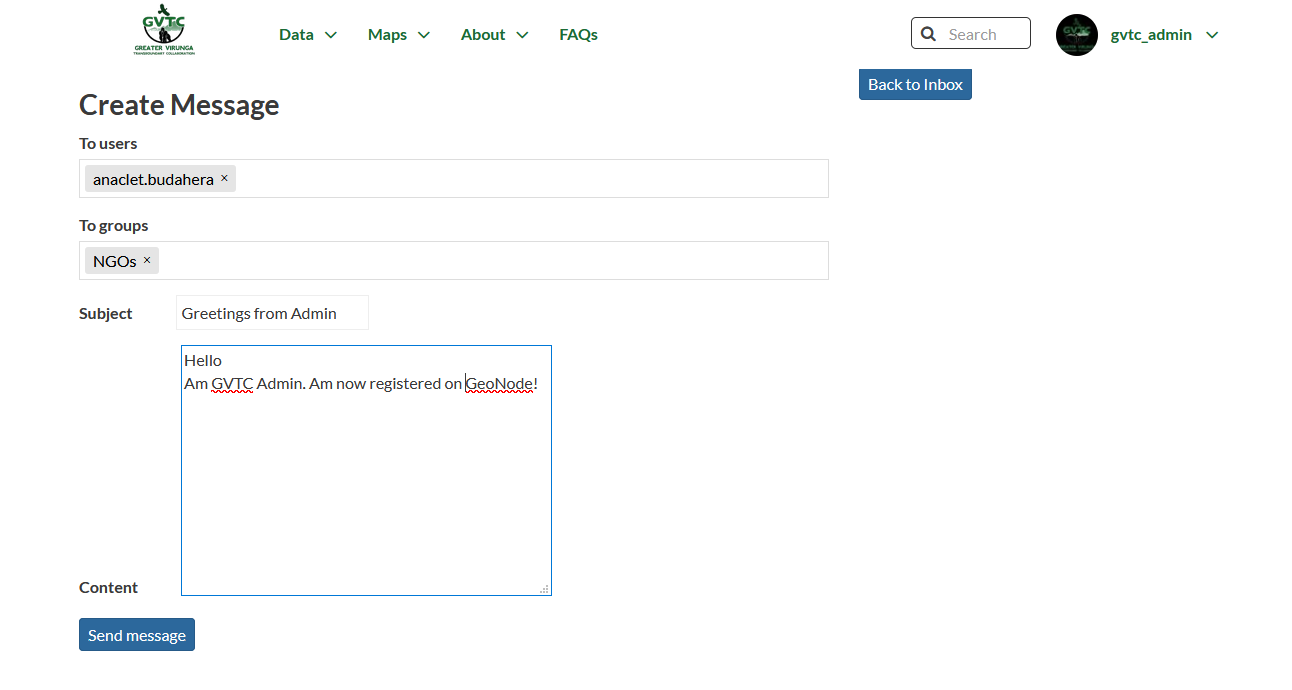 GVTC
GREATER VIRUNGA
TRANSBOUNDARY COLLABORATION
Data
Maps
About
FAQs
Search
GVTC
gvtc_admin
Back to Inbox
Create Message
To users
anaclet.budahera ×
To groups
NGOs ×
Subject
Greetings from Admin
Hello
Am GVTC Admin. Am now registered on GeoNode!
Content
Send message